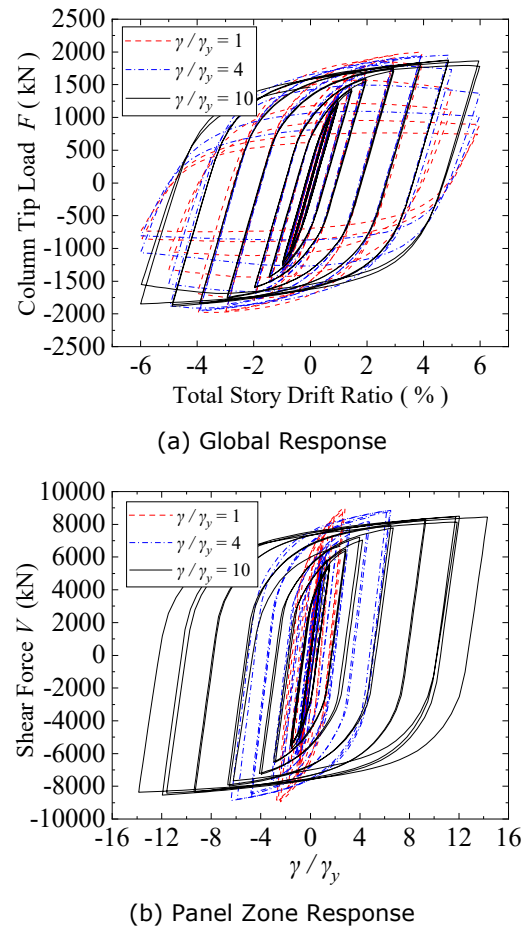 2500
2000
1500
1000
500
0
-500
-1000
-1500
-2000
-2500
Column Tip Load F ( kN )
γ / γy = 1
γ / γy = 4
γ / γy = 10
-6 -4 -2 0 2 4 6
Total Story Drift Ratio ( % )
(a) Global Response
10000
8000
6000
4000
2000
0
-2000
-4000
-6000
-8000
-10000
Shear Force V (kN)
γ / γy = 1
γ / γy = 4
γ / γy = 10
-16 -12 -8 -4 0 4 8 12 16
γ / γy
(b) Panel Zone Response